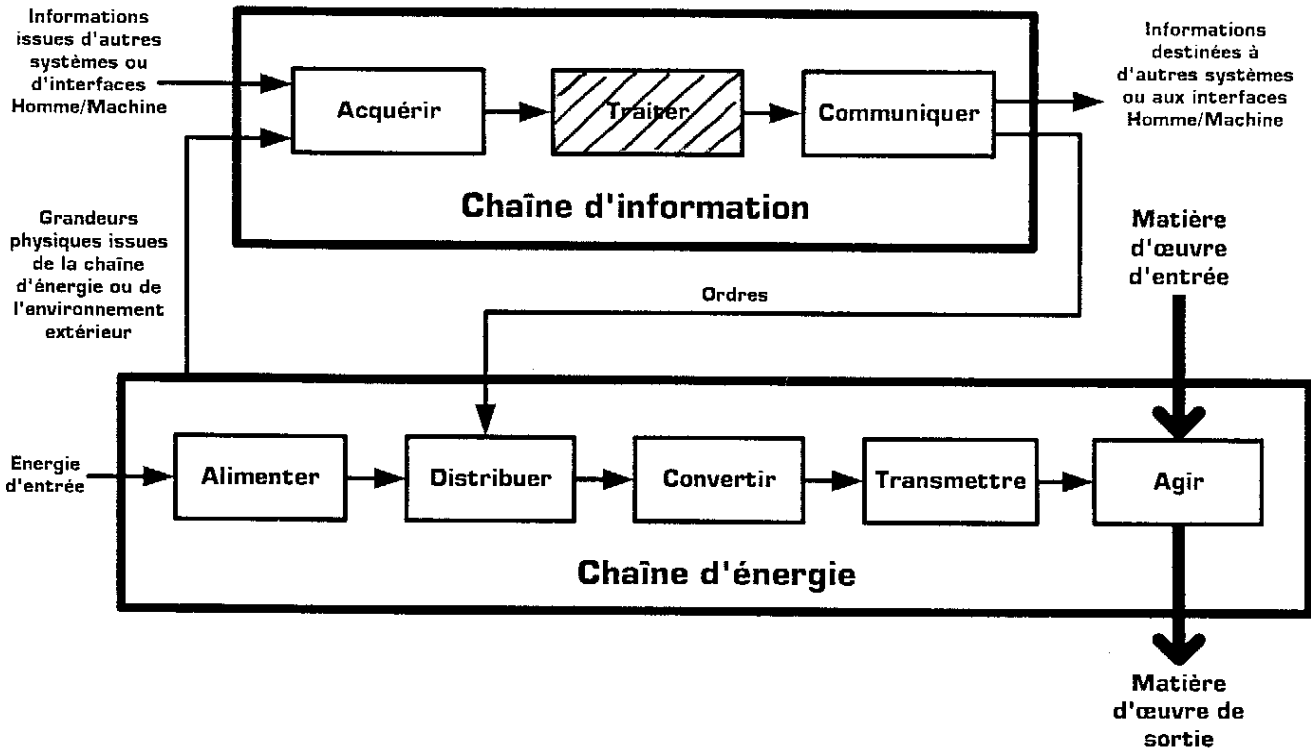 Informations
issues d'autres
systèmes ou
d'interfaces
Homme/Machine
Acquérir
Traiter
Communiquer
Informations
destinées à
d'autres systèmes
ou aux interfaces
Homme/Machine
Chaîne d'information
Grandeurs
physiques issues
de la chaîne
d'énergie ou de
l'environnement
extérieur
Ordres
Matière
d'œuvre
d'entrée
Energie
d'entrée
Alimenter
Distribuer
Convertir
Transmettre
Agir
Chaîne d'énergie
Matière
d'œuvre de
sortie